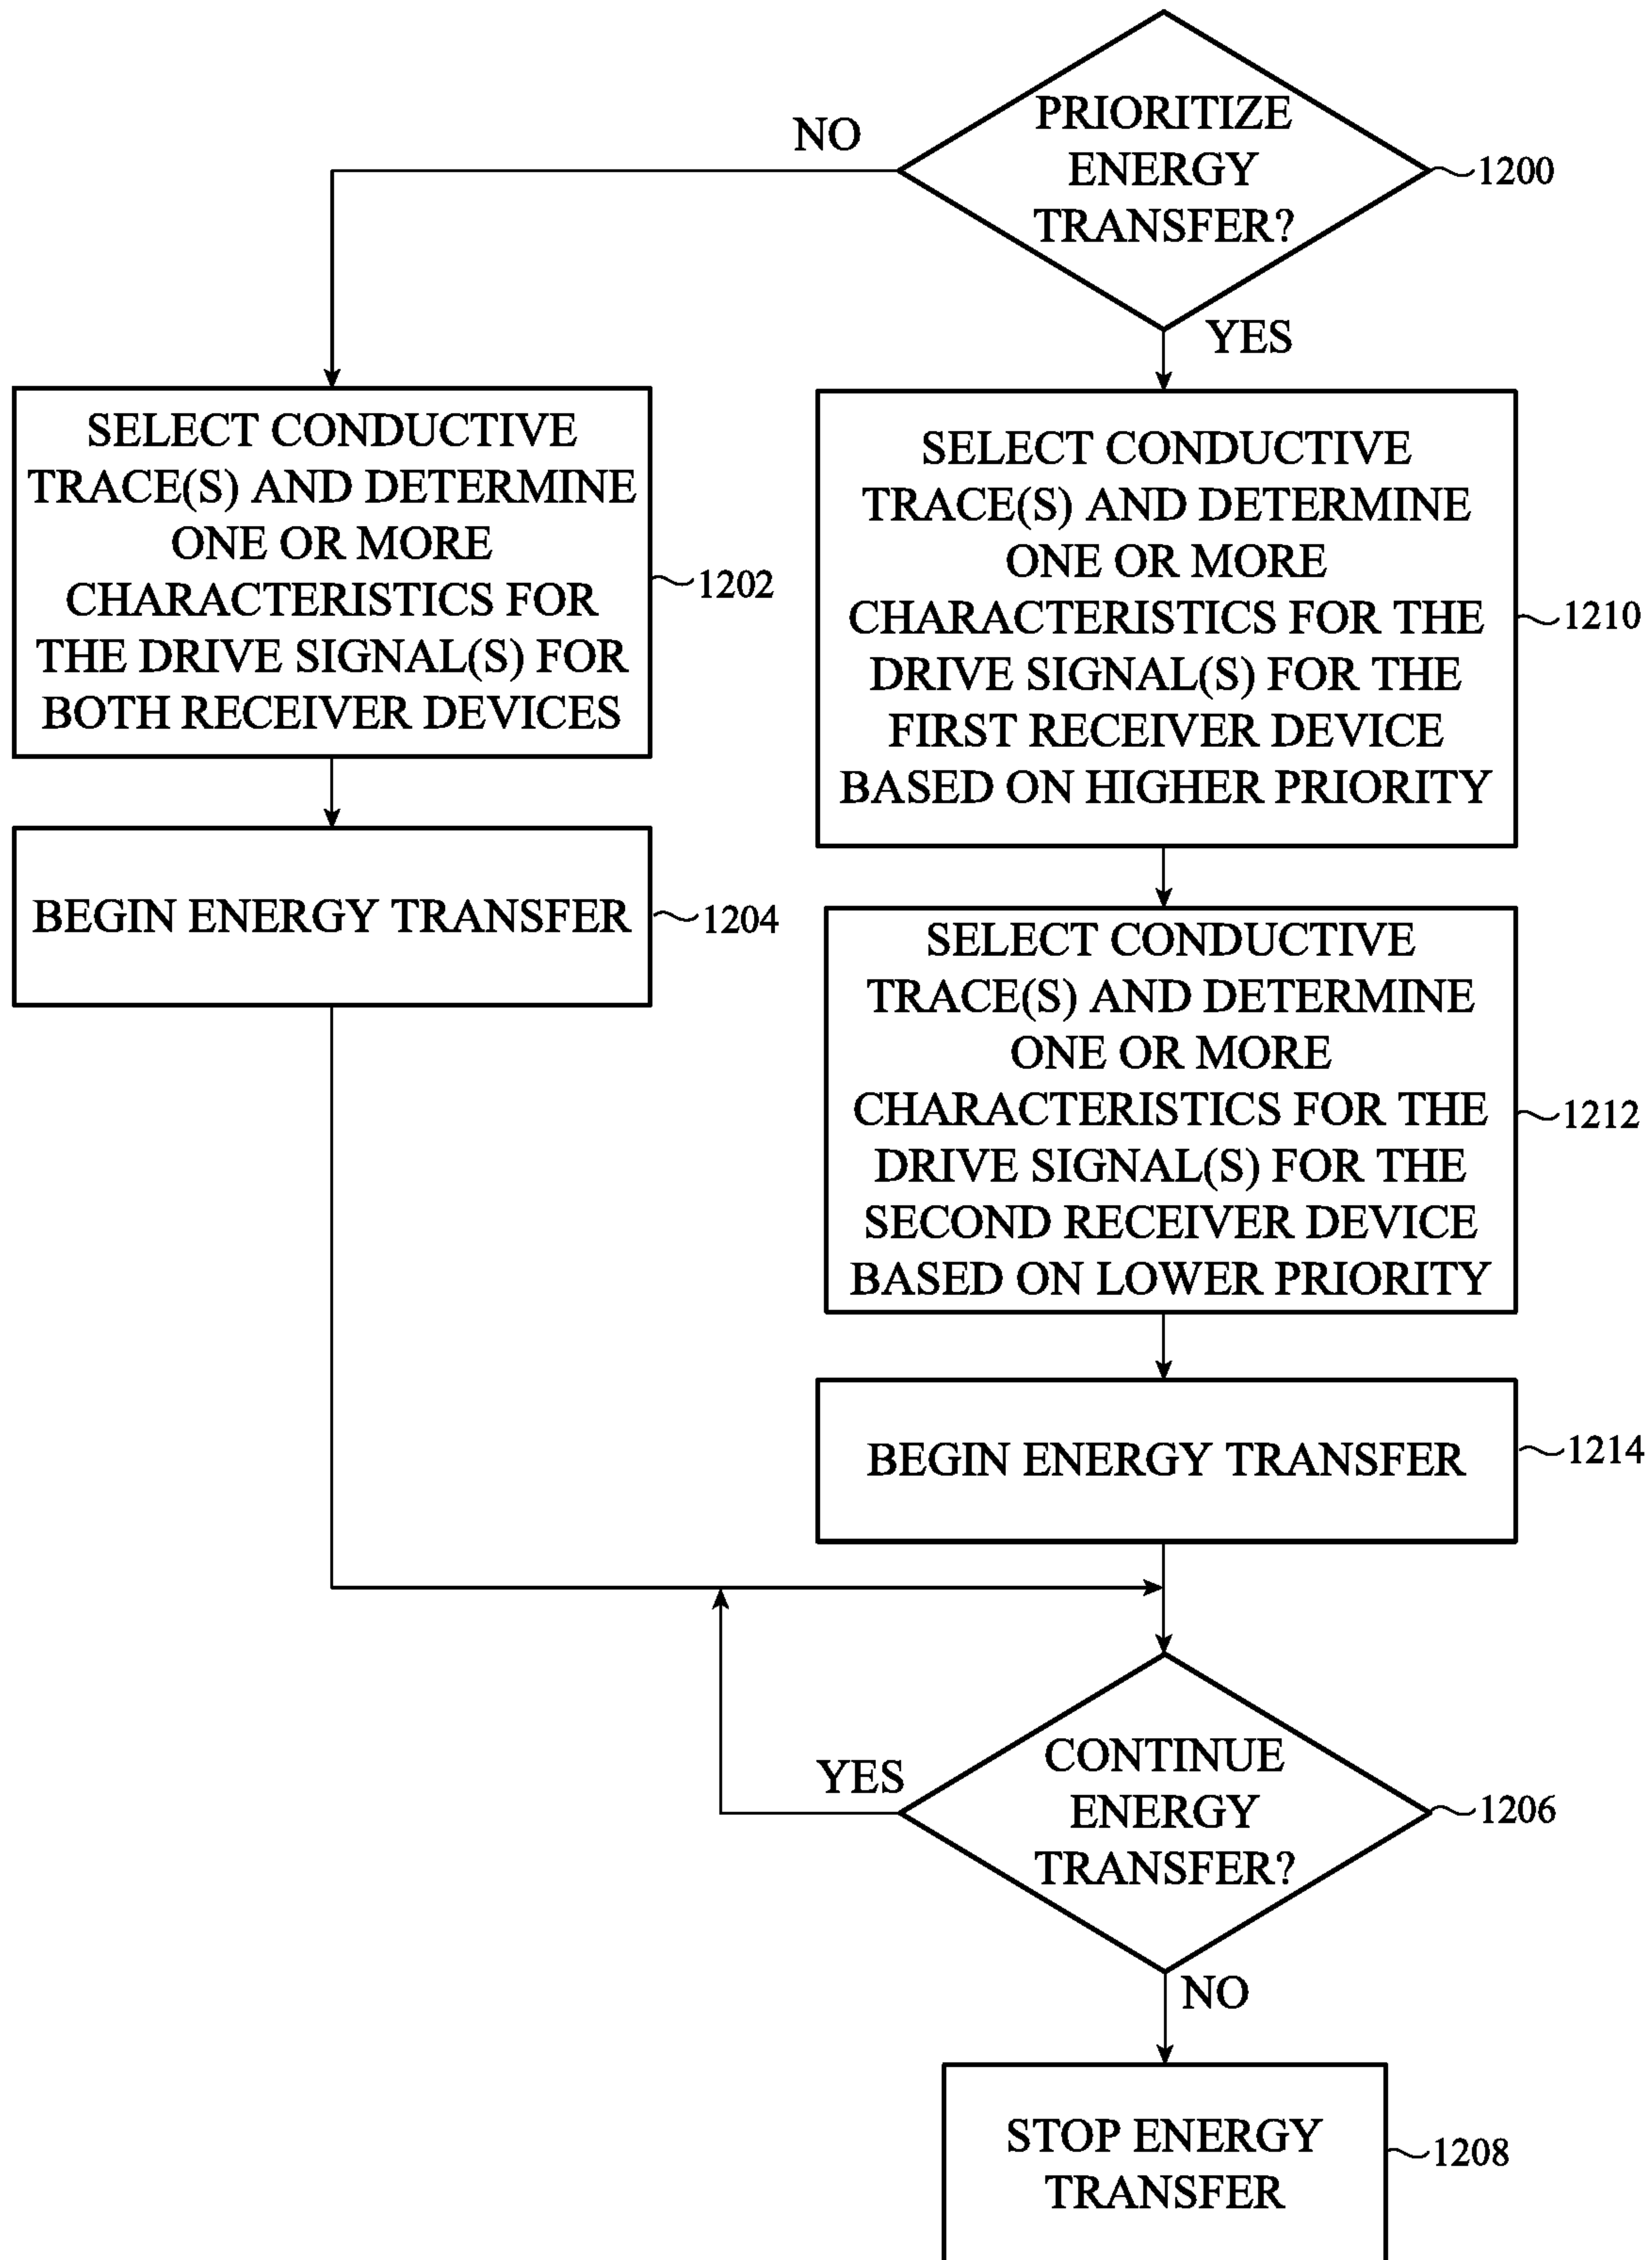 PRIORITIZE
ENERGY
TRANSFER?
1200
NO
YES
SELECT CONDUCTIVE
TRACE(S) AND DETERMINE
ONE OR MORE
CHARACTERISTICS FOR
THE DRIVE SIGNAL(S) FOR
BOTH RECEIVER DEVICES
1202
BEGIN ENERGY TRANSFER
1204
SELECT CONDUCTIVE
TRACE(S) AND DETERMINE
ONE OR MORE
CHARACTERISTICS FOR THE
DRIVE SIGNAL(S) FOR THE
FIRST RECEIVER DEVICE
BASED ON HIGHER PRIORITY
1210
SELECT CONDUCTIVE
TRACE(S) AND DETERMINE
ONE OR MORE
CHARACTERISTICS FOR THE
DRIVE SIGNAL(S) FOR THE
SECOND RECEIVER DEVICE
BASED ON LOWER PRIORITY
1212
BEGIN ENERGY TRANSFER
1214
CONTINUE
ENERGY
TRANSFER?
1206
YES
NO
STOP ENERGY
TRANSFER
1208